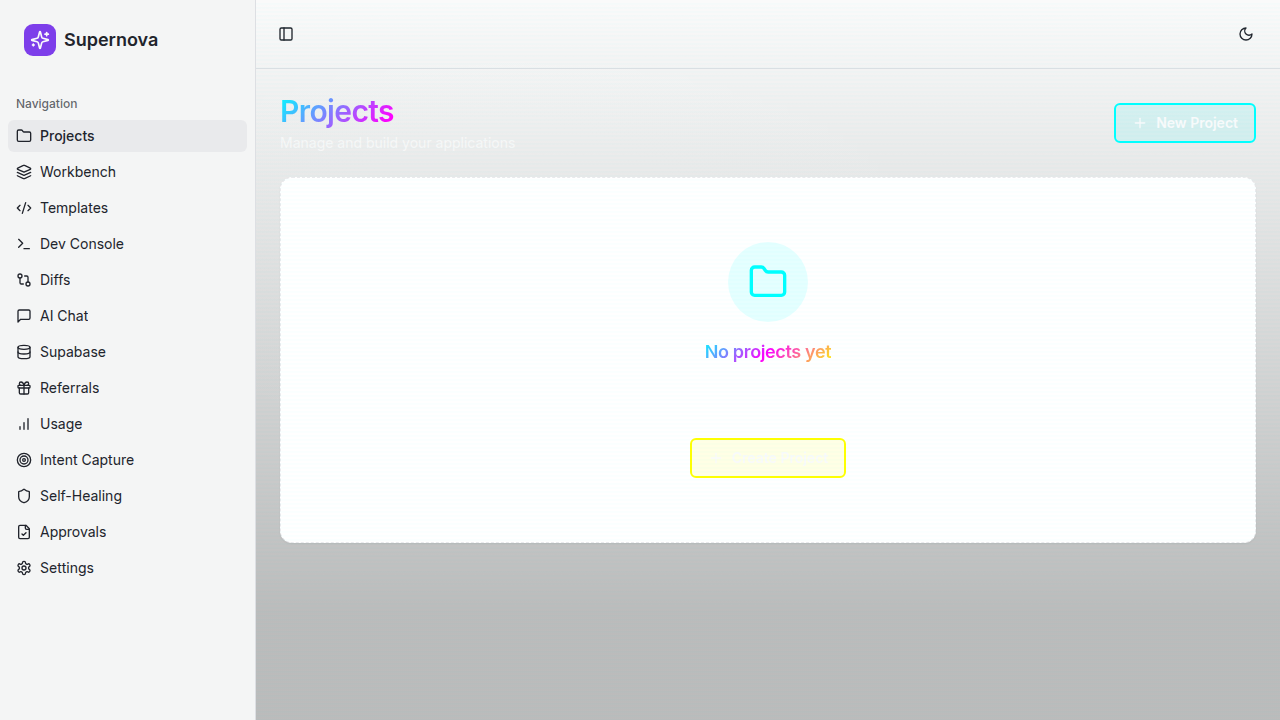 Supernova
Navigation
Projects
Workbench
Templates
Dev Console
Diffs
AI Chat
Supabase
Referrals
Usage
Intent Capture
Self-Healing
Approvals
Settings
Projects
Manage and build your applications
New Project
No projects yet